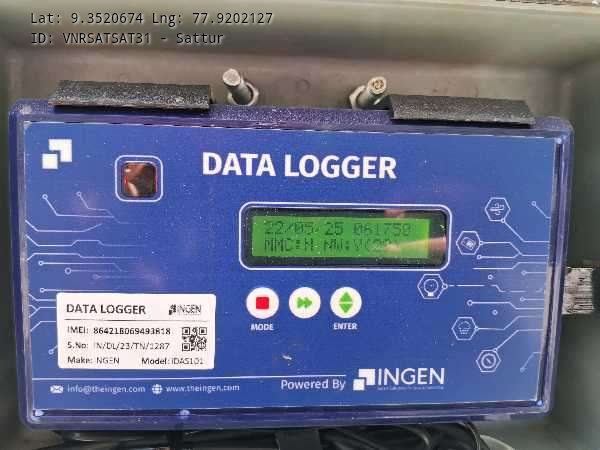 Lat: 9.3520674 Lng: 77.9202127
ID: VNRSATSAT31 - Sattur
DATA LOGGER
22/05/25 061750
MMC:N NW:V
MODE
ENTER
DATA LOGGER INGEN
IMEI: 864218069493818
S.No: IN/DL/23/TN/1287
Make: INGEN Model: IDAS101
info@theingen.com www.theingen.com
Powered By INGEN